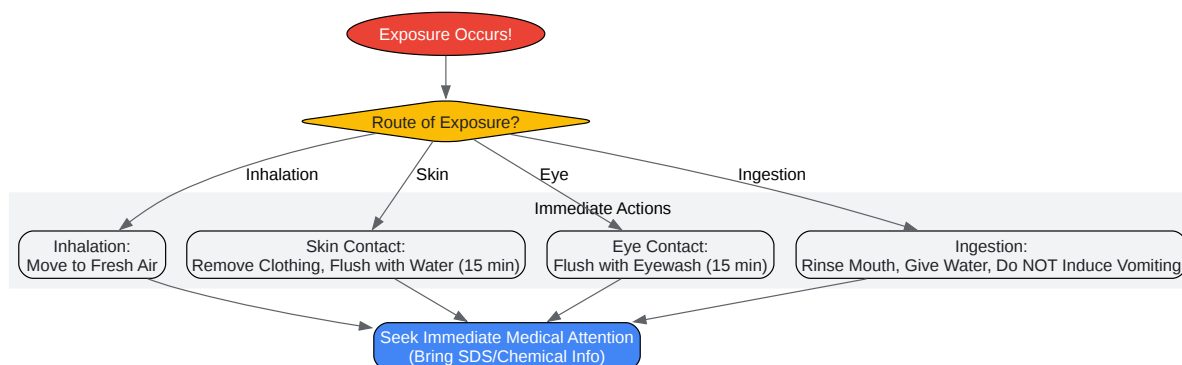 Exposure Occurs!
Route of Exposure?
Inhalation
Skin
Eye
Ingestion
Immediate Actions
Inhalation:
Move to Fresh Air
Skin Contact:
Remove Clothing, Flush with Water (15 min)
Eye Contact:
Flush with Eyewash (15 min)
Ingestion:
Rinse Mouth, Give Water, Do NOT Induce Vomiting
Seek Immediate Medical Attention
(Bring SDS/Chemical Info)